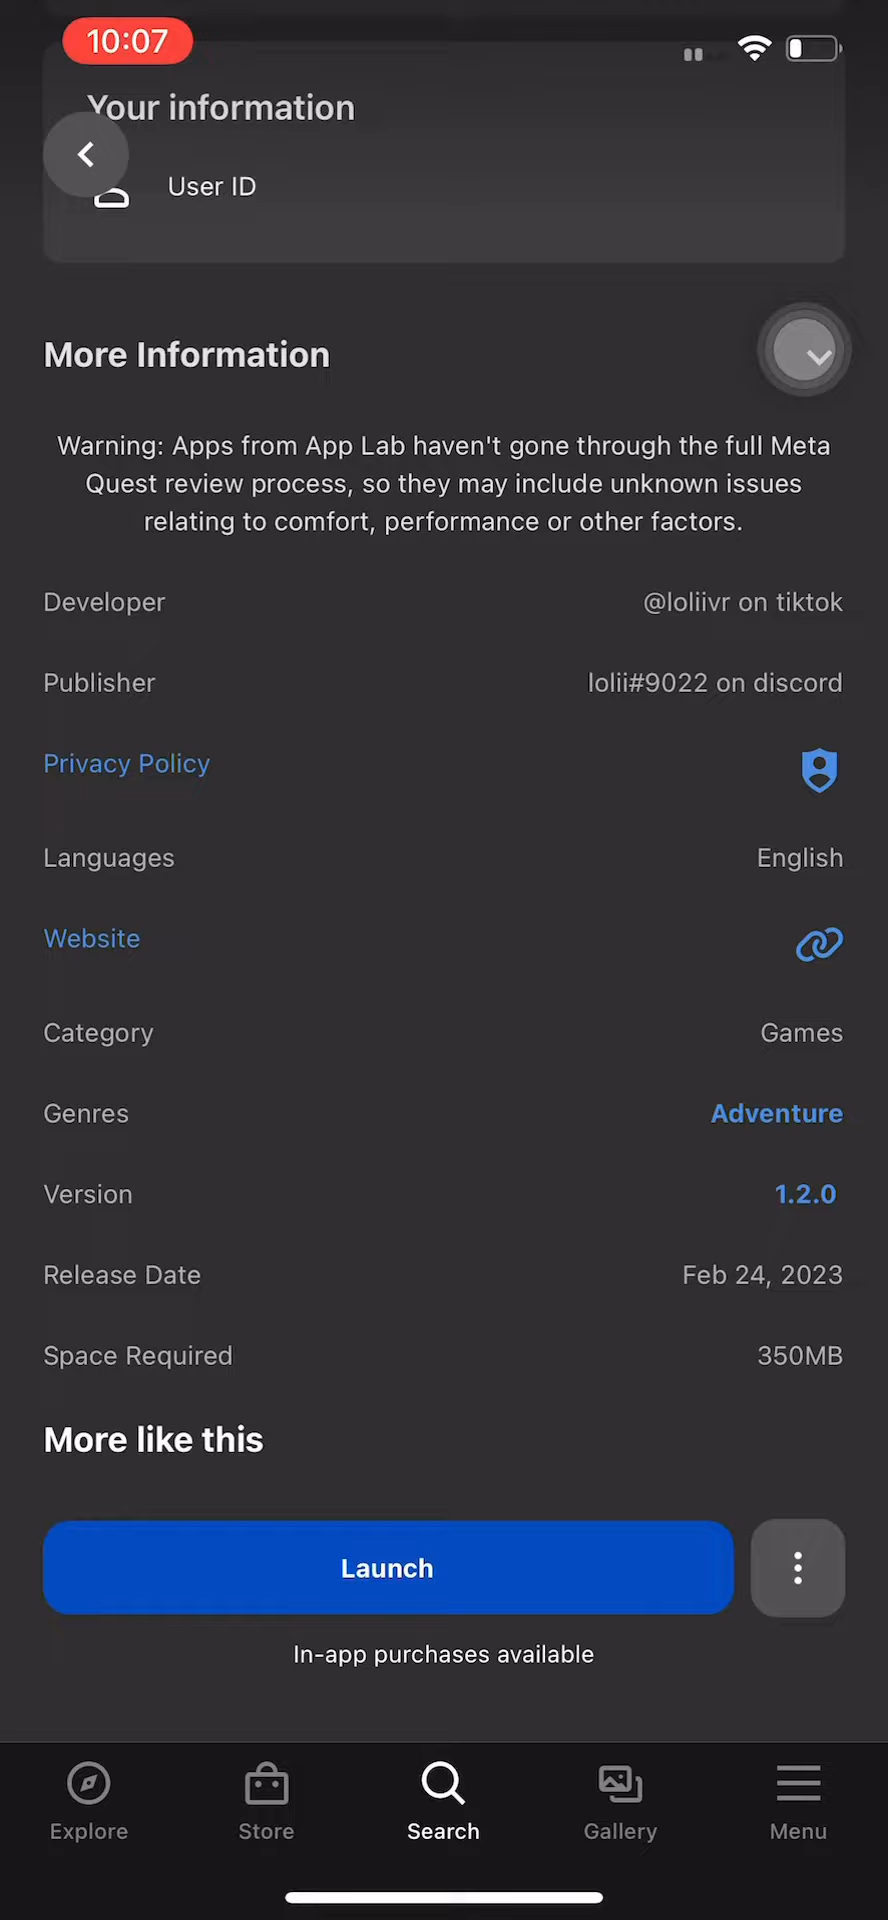 10:07
Your information
User ID
More Information
Warning: Apps from App Lab haven't gone through the full Meta
Quest review process, so they may include unknown issues
relating to comfort, performance or other factors.
Developer @loliivr on tiktok
Publisher lolii#9022 on discord
Privacy Policy
Languages English
Website
Category Games
Genres Adventure
Version 1.2.0
Release Date Feb 24, 2023
Space Required 350MB
More like this
Launch
In-app purchases available
Explore Store Search Gallery Menu